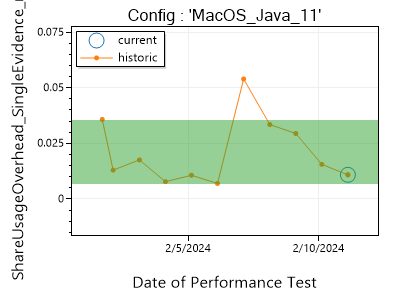 Config : 'MacOS_Java_11'
ShareUsageOverhead_SingleEvidence_
0.075
0.05
0.025
0
current
historic
2/5/2024
2/10/2024
Date of Performance Test